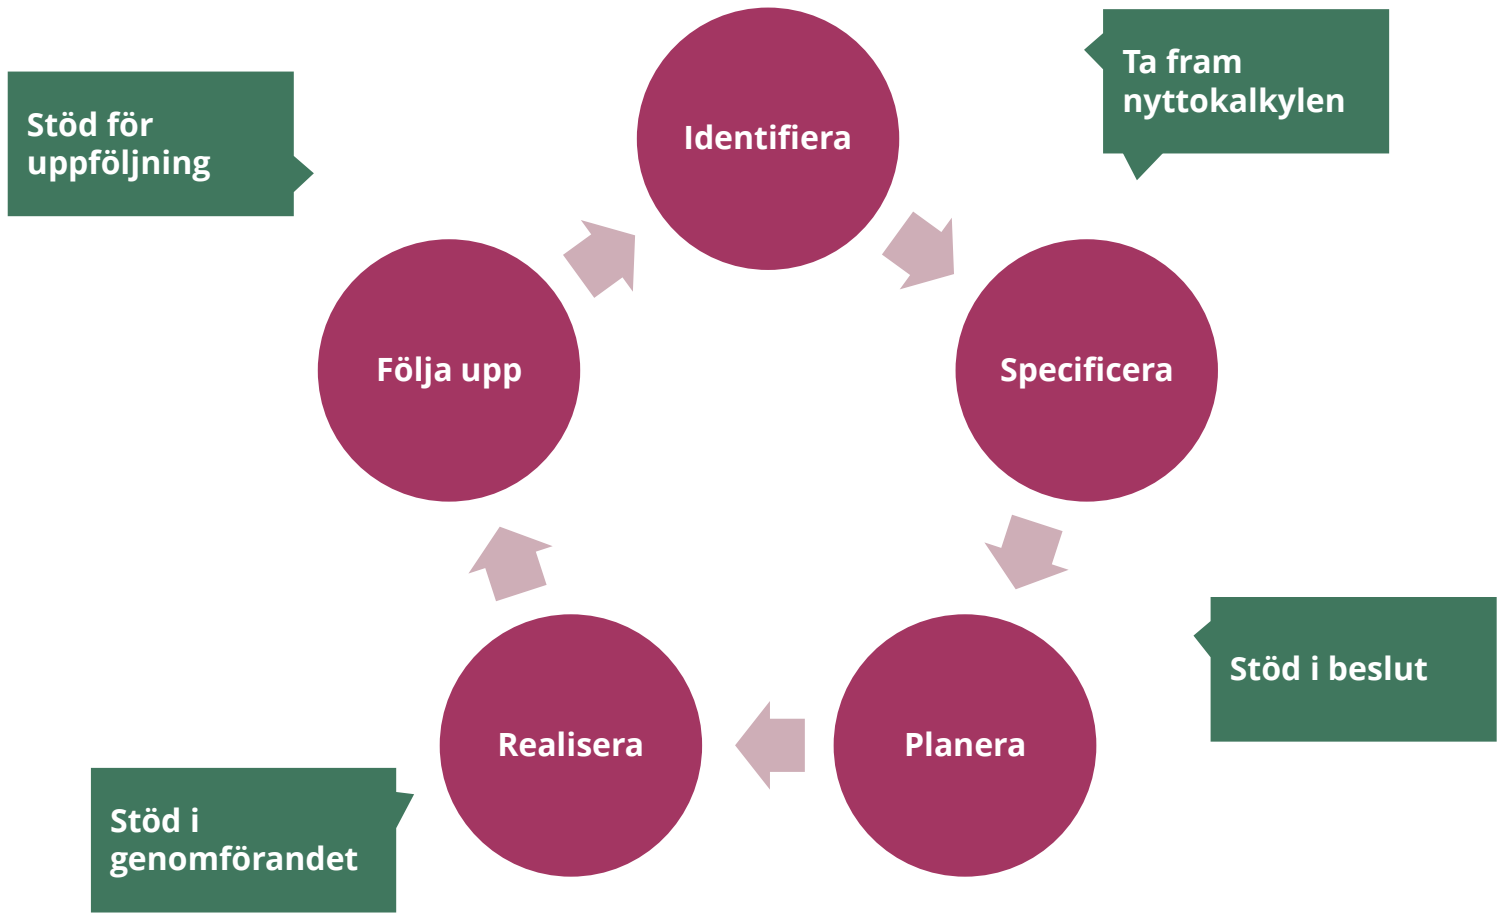 Identifiera
Ta fram
nyttokalkylen
Specificera
Stöd i beslut
Planera
Realisera
Stöd i
genomförandet
Följa upp
Stöd för
uppföljning